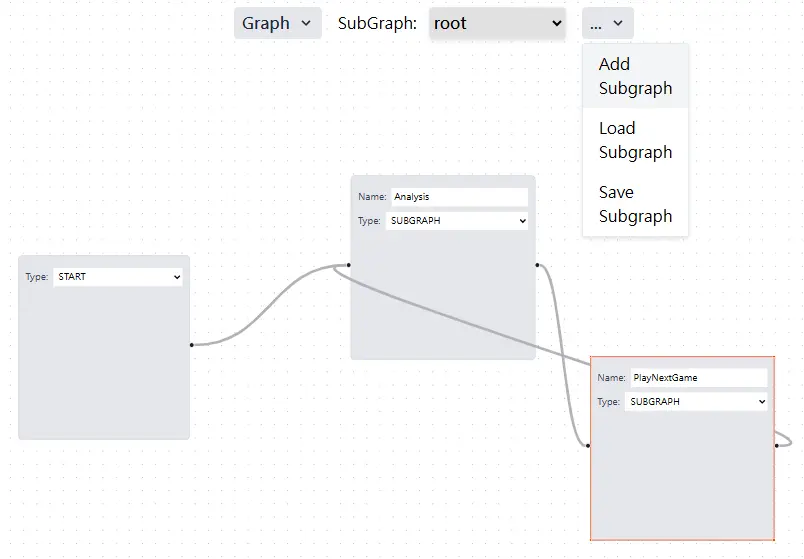 Graph SubGraph: root ...
Add
Subgraph
Load
Subgraph
Save
Subgraph
Name: Analysis
Type: SUBGRAPH
Type: START
Name: PlayNextGame
Type: SUBGRAPH